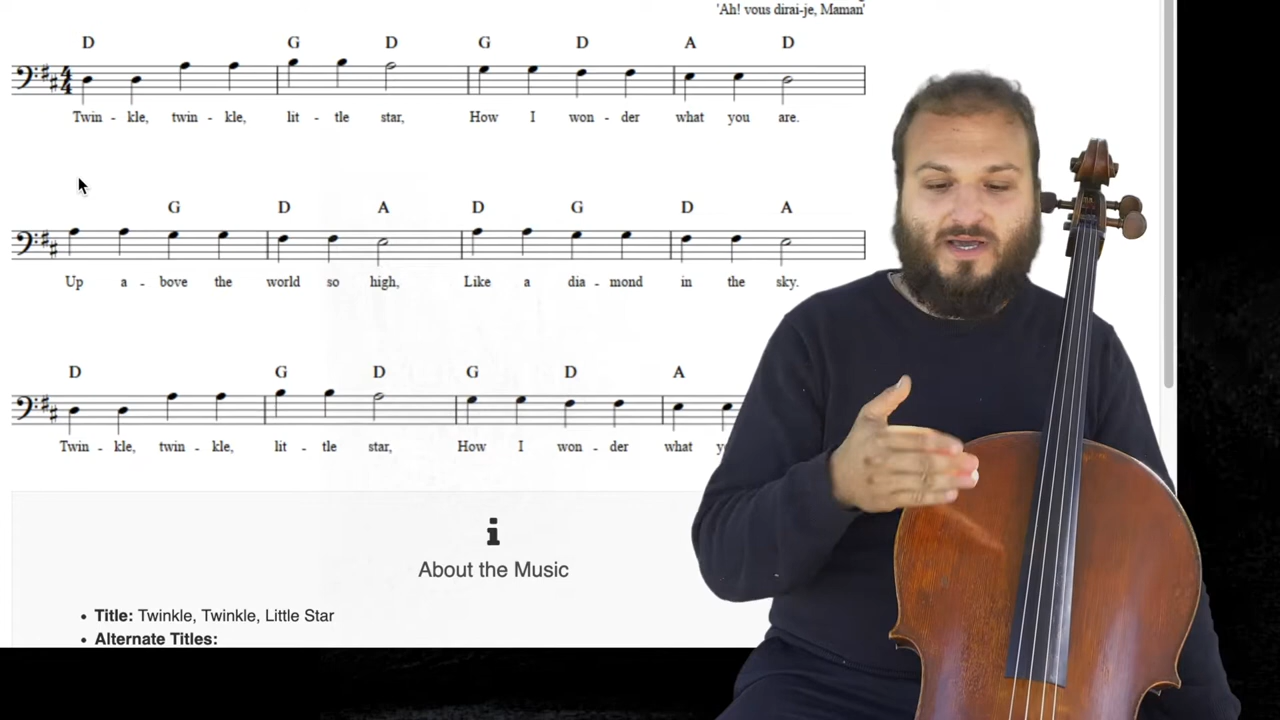 'Ah! vous dirai-je, Maman'
D G D G D A D
Twin - kle, twin - kle, lit - tle star, How I won - der what you are.
G D A D G D A
Up a - bove the world so high, Like a dia - mond in the sky.
D G D G D A
Twin - kle, twin - kle, lit - tle star, How I won - der what
About the Music
• Title: Twinkle, Twinkle, Little Star
• Alternate Titles: